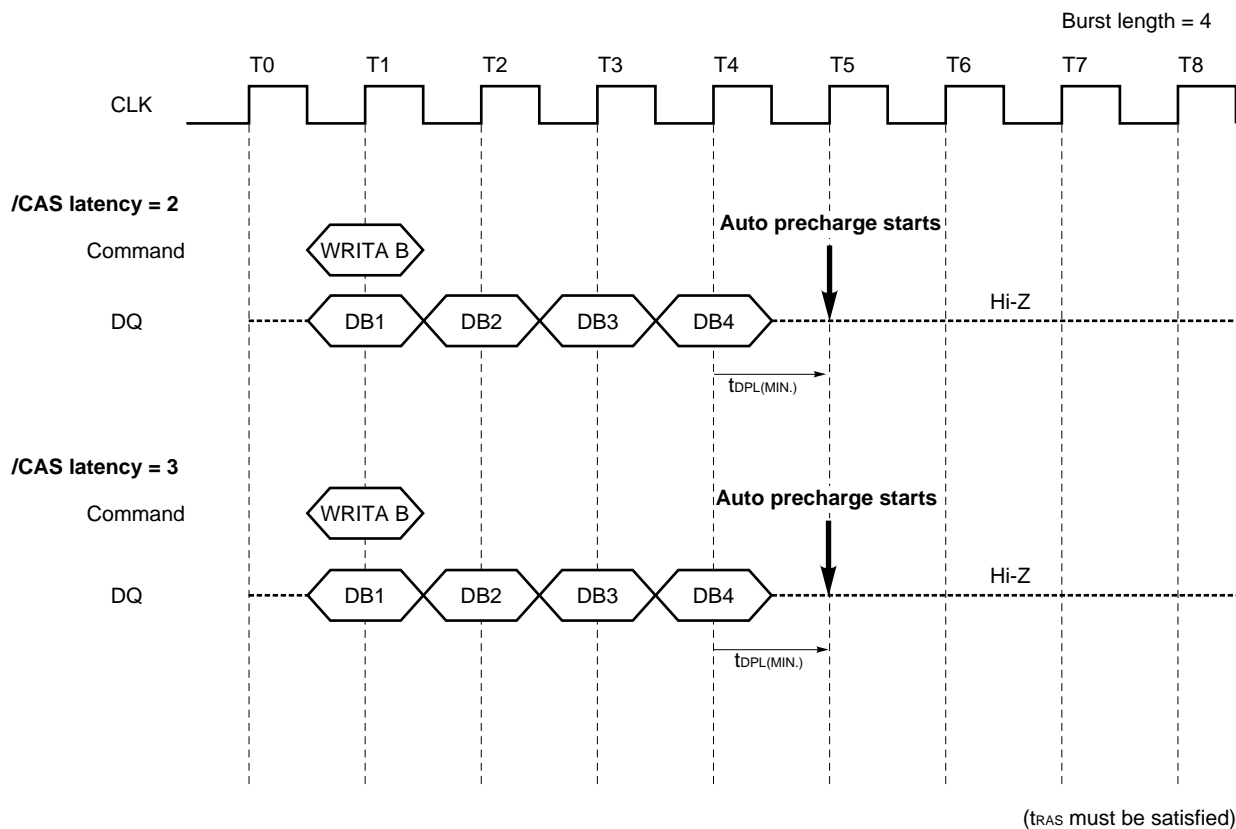 Burst length = 4
T0 T1 T2 T3 T4 T5 T6 T7 T8
CLK
/CAS latency = 2
Auto precharge starts
Command WRITA B
DQ DB1 DB2 DB3 DB4 Hi-Z
tDPL(MIN.)
/CAS latency = 3
Auto precharge starts
Command WRITA B
DQ DB1 DB2 DB3 DB4 Hi-Z
tDPL(MIN.)
(tRAS must be satisfied)